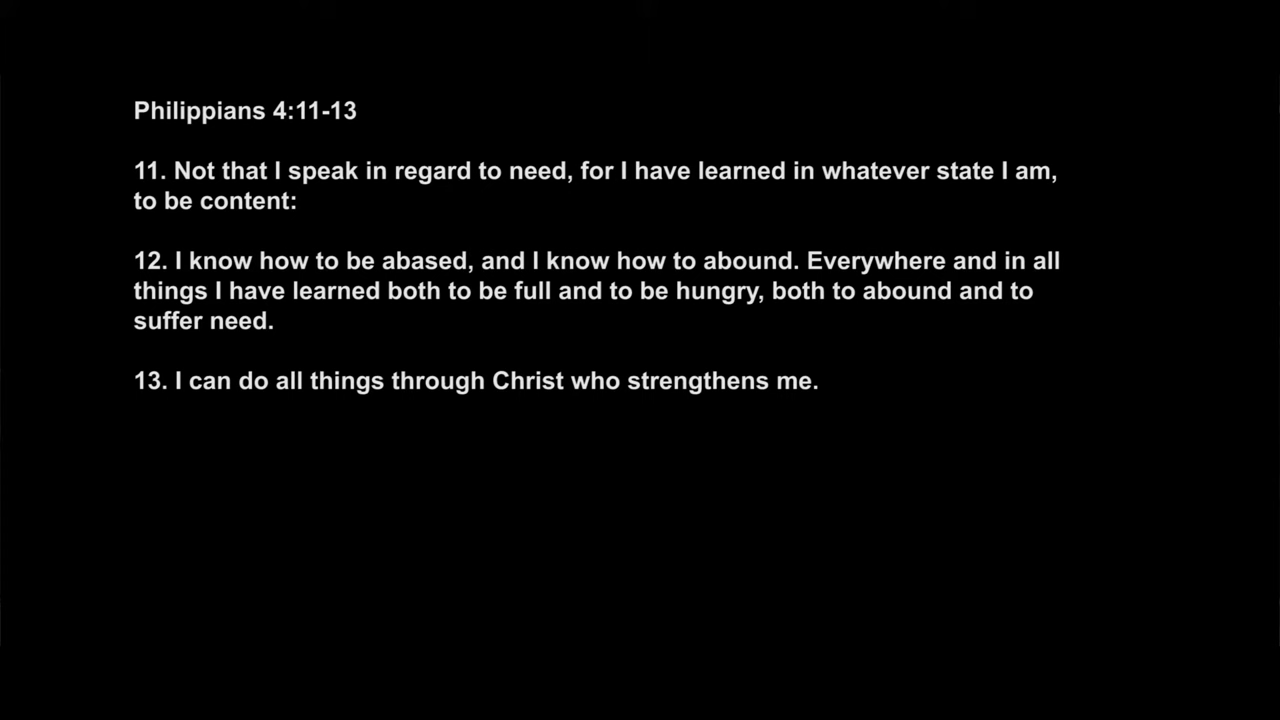 Philippians 4:11-13
11. Not that I speak in regard to need, for I have learned in whatever state I am,
to be content:
12. I know how to be abased, and I know how to abound. Everywhere and in all
things I have learned both to be full and to be hungry, both to abound and to
suffer need.
13. I can do all things through Christ who strengthens me.